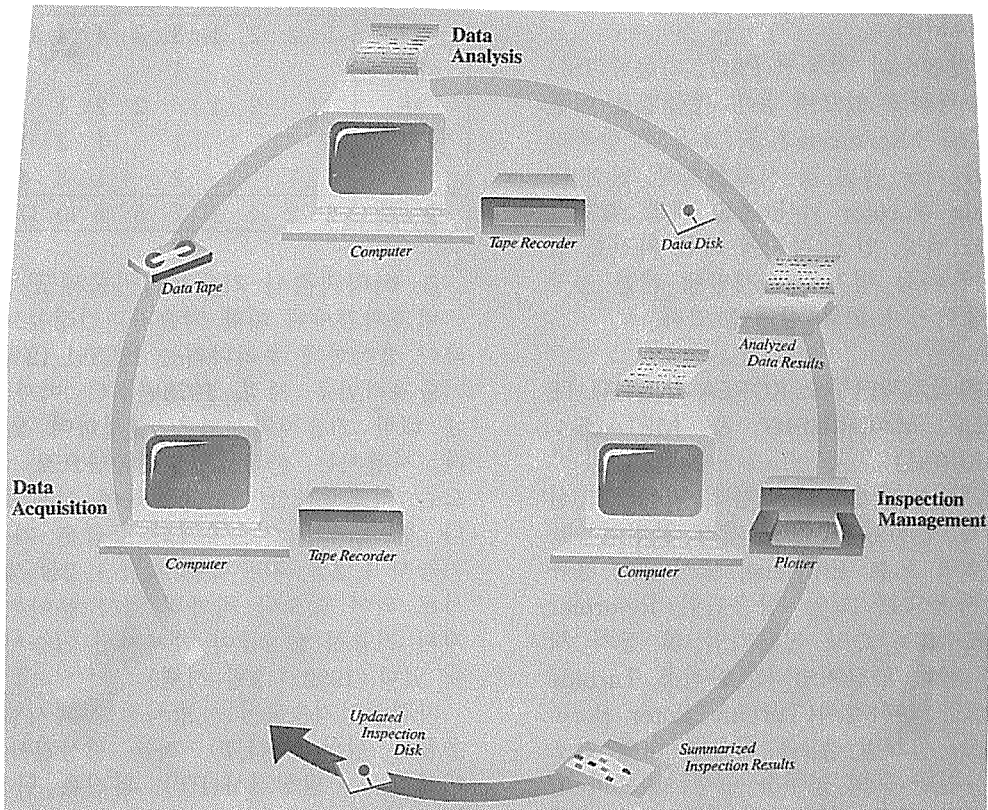 Data
Analysis
Computer
Tape Recorder
Data Disk
Data Tape
Analyzed
Data Results
Data
Acquisition
Computer
Tape Recorder
Computer
Plotter
Inspection
Management
Updated
Inspection
Disk
Summarized
Inspection Results